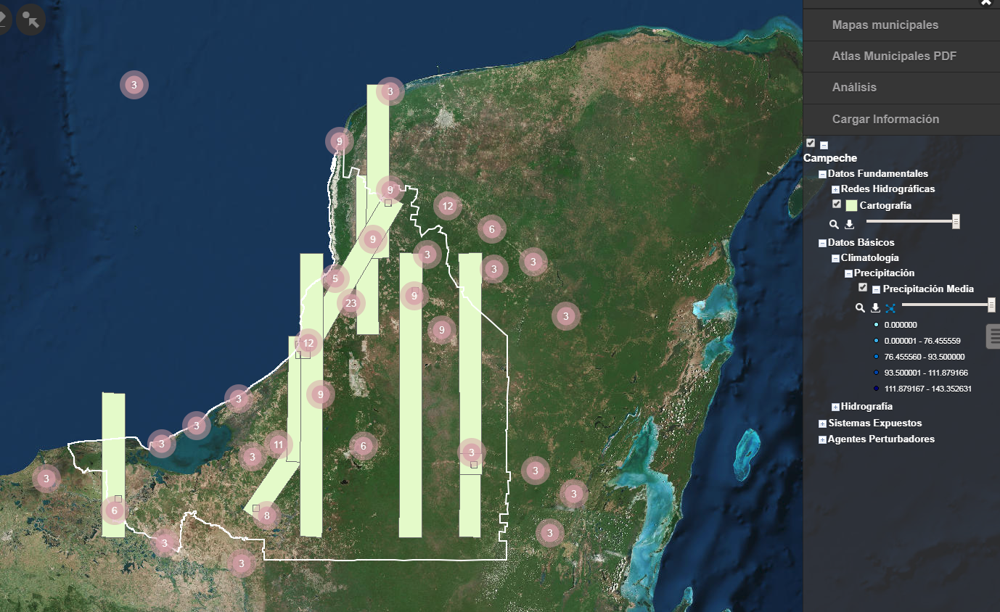 Mapas municipales
Atlas Municipales PDF
Análisis
Cargar Información
Campeche
Datos Fundamentales
Redes Hidrográficas
Cartografía
Datos Básicos
Climatología
Precipitación
Precipitación Media
0.000000
0.000001 - 76.455559
76.455560 - 93.500000
93.500001 - 111.879166
111.879167 - 143.352631
Hidrografía
Sistemas Expuestos
Agentes Perturbadores
3
3
9
9
12
6
9
3
3
3
5
9
23
3
9
12
9
3
3
3
11
3
6
3
3
3
3
6
8
3
3
3